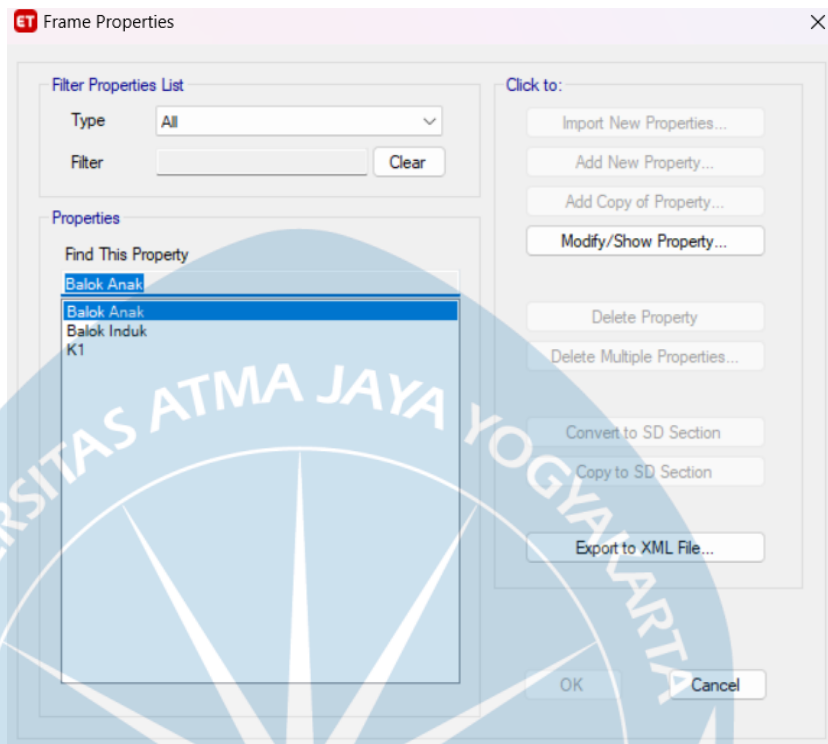 ET Frame Properties
Filter Properties List
Type All
Filter Clear
Properties
Find This Property
Balok Anak
Balok Anak
Balok Induk
K1
Click to:
Import New Properties...
Add New Property...
Add Copy of Property...
Modify/Show Property...
Delete Property
Delete Multiple Properties...
Convert to SD Section
Copy to SD Section
Export to XML File...
OK Cancel
ERSITAS ATMA JAYA YOGYAKARTA